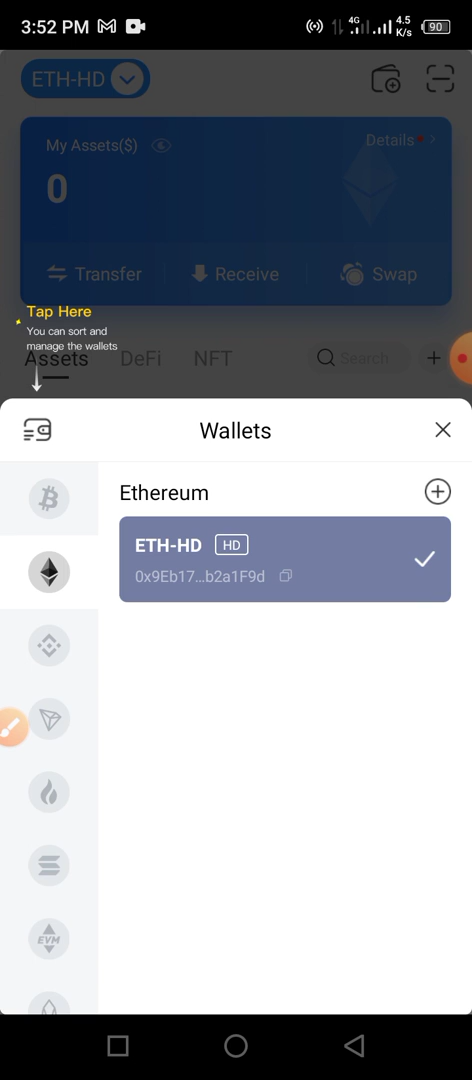 3:52 PM
4G
4.5
K/s
90
ETH-HD
My Assets($)
Details
0
Transfer
Receive
Swap
Tap Here
You can sort and
manage the wallets
Assets
DeFi
NFT
Search
Wallets
Ethereum
ETH-HD
HD
0x9Eb17...b2a1F9d
EVM